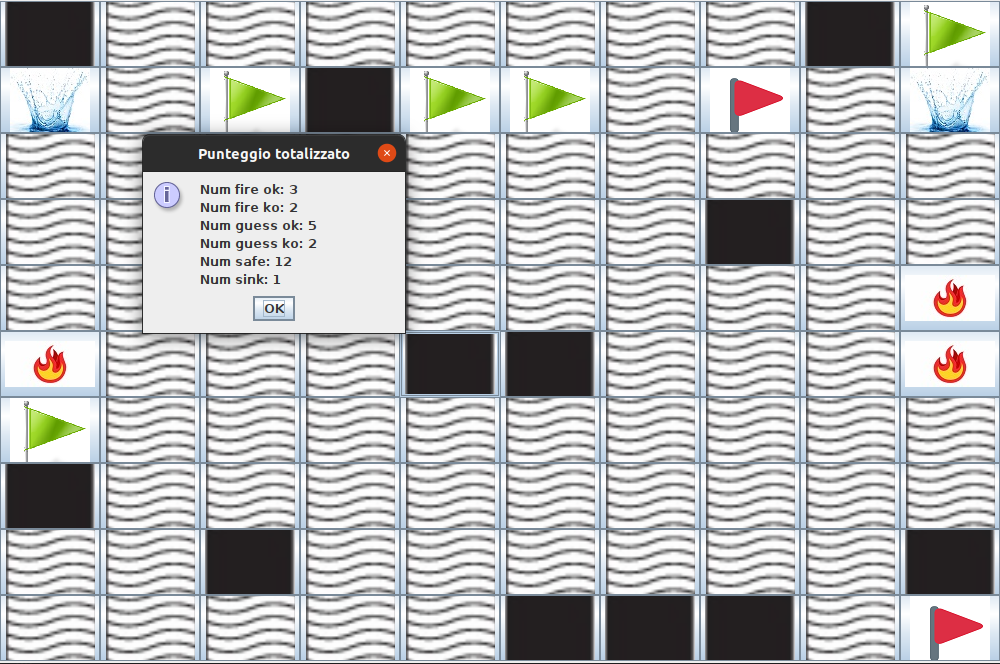 Punteggio totalizzato
Num fire ok: 3
Num fire ko: 2
Num guess ok: 5
Num guess ko: 2
Num safe: 12
Num sink: 1
OK